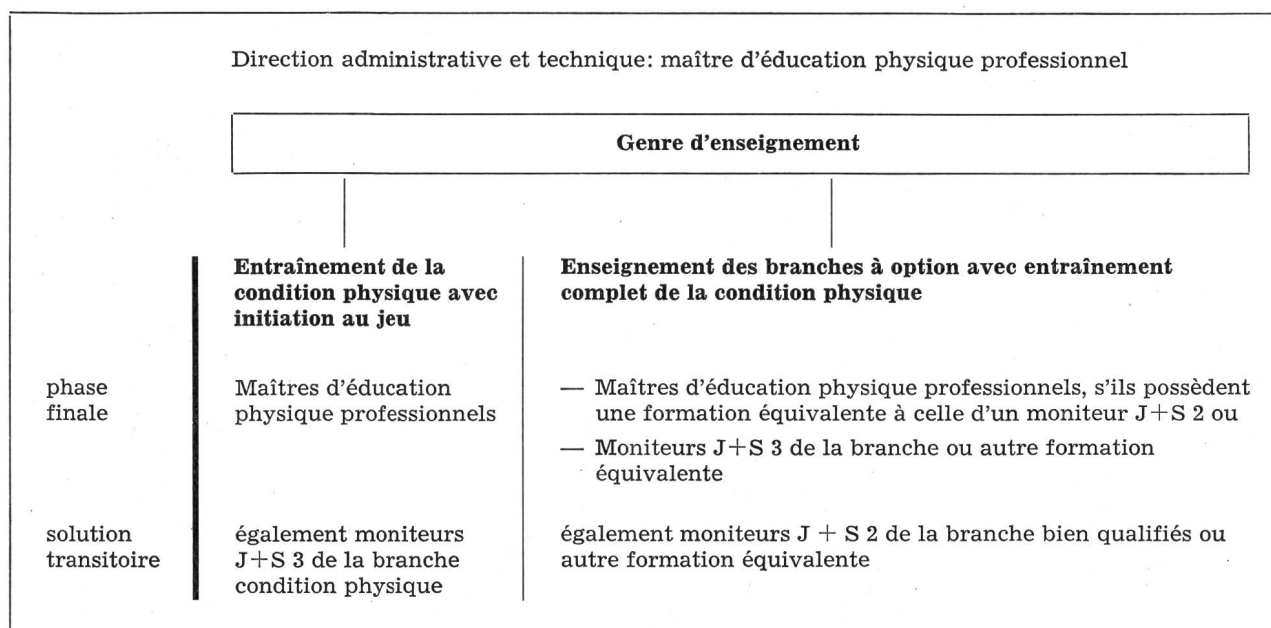 Direction administrative et technique: maître d'éducation physique professionnel
Genre d'enseignement
Entraînement de la
condition physique avec
initiation au jeu
Enseignement des branches à option avec entraînement
complet de la condition physique
phase
finale
Maîtres d'éducation
physique professionnels
— Maîtres d'éducation physique professionnels, s'ils possèdent
une formation équivalente à celle d'un moniteur J+S 2 ou
— Moniteurs J+S 3 de la branche ou autre formation
équivalente
solution
transitoire
également moniteurs
J+S 3 de la branche
condition physique
également moniteurs J + S 2 de la branche bien qualifiés ou
autre formation équivalente